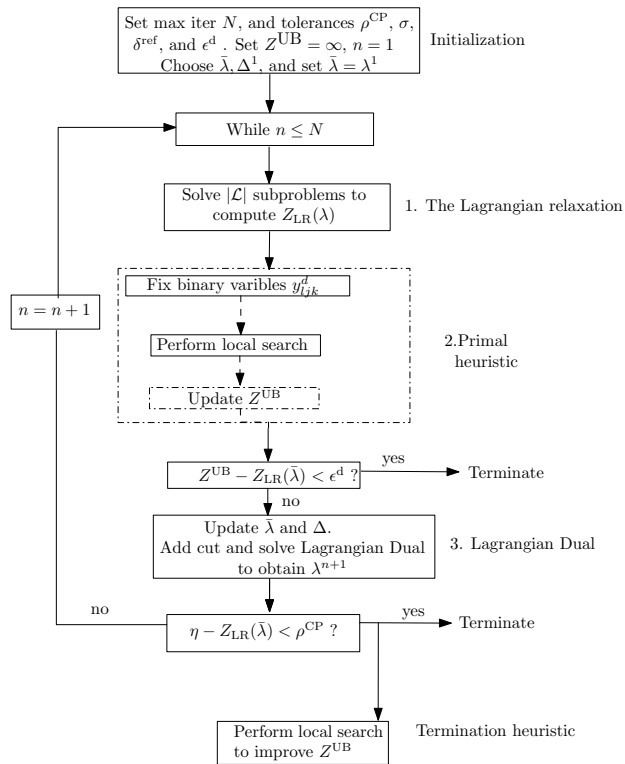 Set max iter N, and tolerances ρ^CP, σ,
δ^ref, and ϵ^d . Set Z^UB = ∞, n = 1
Choose λ̄, Δ^1, and set λ̄ = λ^1
Initialization
While n ≤ N
Solve |ℒ| subproblems to
compute Z_LR(λ)
1. The Lagrangian relaxation
Fix binary varibles y^d_ljk
n = n + 1
Perform local search
2.Primal
heuristic
Update Z^UB
Z^UB − Z_LR(λ̄) < ϵ^d ?
yes
Terminate
no
Update λ̄ and Δ.
Add cut and solve Lagrangian Dual
to obtain λ^n+1
3. Lagrangian Dual
no
η − Z_LR(λ̄) < ρ^CP ?
yes
Terminate
Perform local search
to improve Z^UB
Termination heuristic